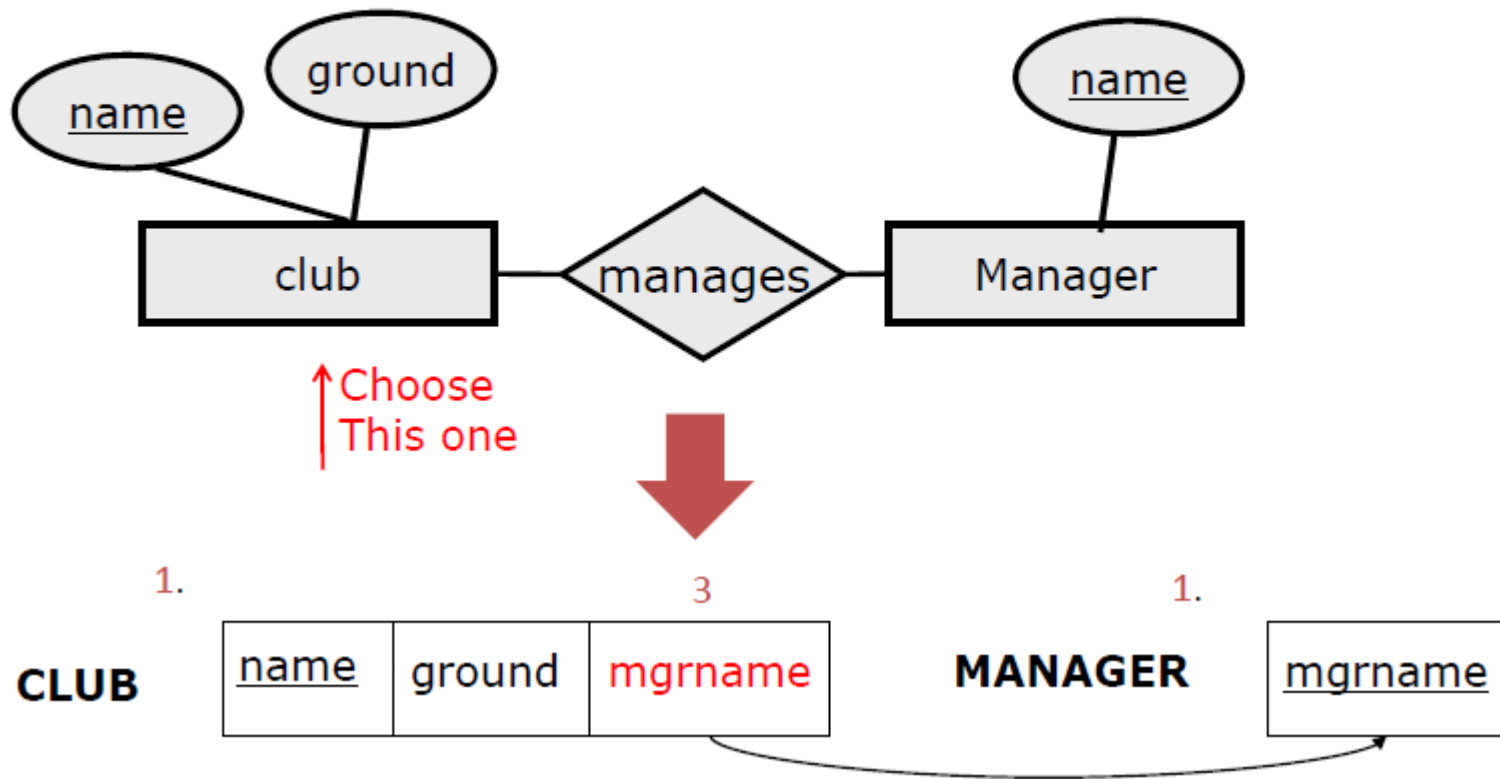 ground
name
name
club
manages
Manager
Choose
This one
1.
3
1.
CLUB
name
ground
mgrname
MANAGER
mgrname